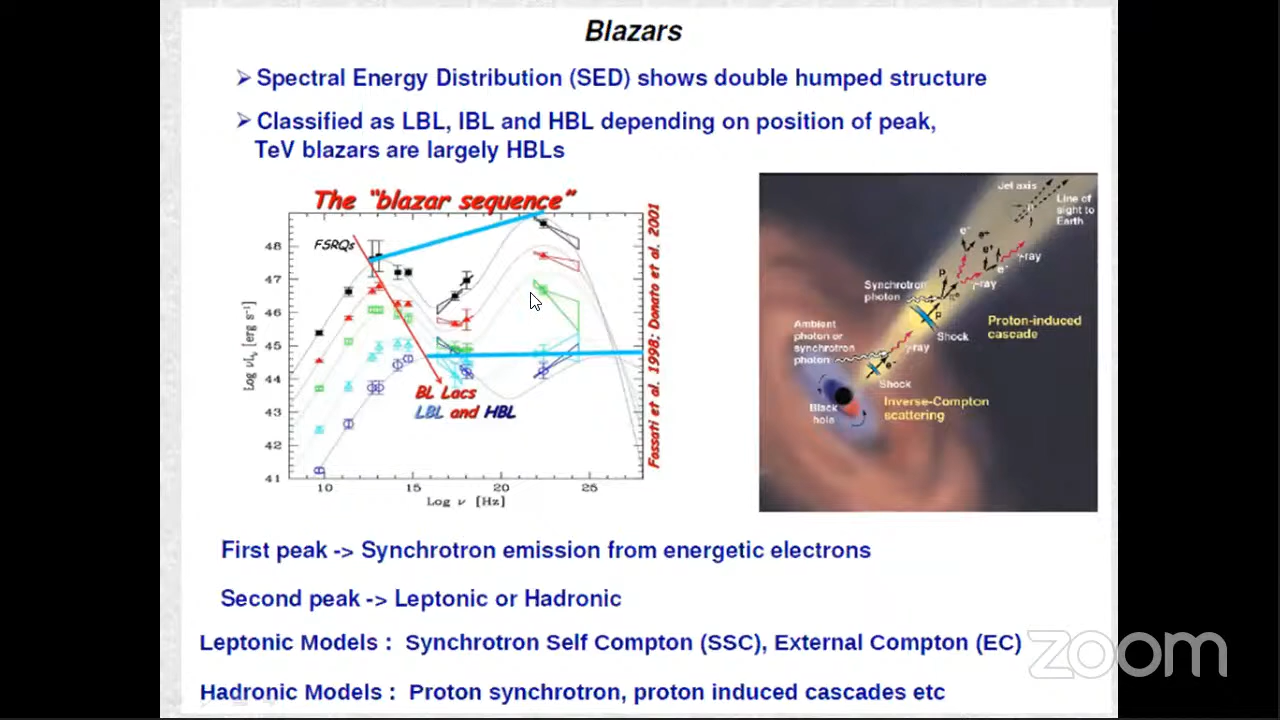 Blazars
➢ Spectral Energy Distribution (SED) shows double humped structure
➢ Classified as LBL, IBL and HBL depending on position of peak,
TeV blazars are largely HBLs
The “blazar sequence”
FSRQs
48
47
46
45
44
43
42
41
Log νLν [erg s⁻¹]
10 15 20 25
Log ν [Hz]
BL Lacs
LBL and HBL
Fossati et al. 1998, Donato et al. 2001
Jet axis
Line of
sight to
Earth
e⁻
e⁺
e⁺
e⁻
γ-ray
γ-ray
Synchrotron
photon
p
p
Shock
Proton-induced
cascade
Ambient
photon or
synchrotron
photon
γ-ray
e⁻
Shock
Black
hole
Inverse-Compton
scattering
First peak -> Synchrotron emission from energetic electrons
Second peak -> Leptonic or Hadronic
Leptonic Models : Synchrotron Self Compton (SSC), External Compton (EC)
Hadronic Models : Proton synchrotron, proton induced cascades etc
zoom